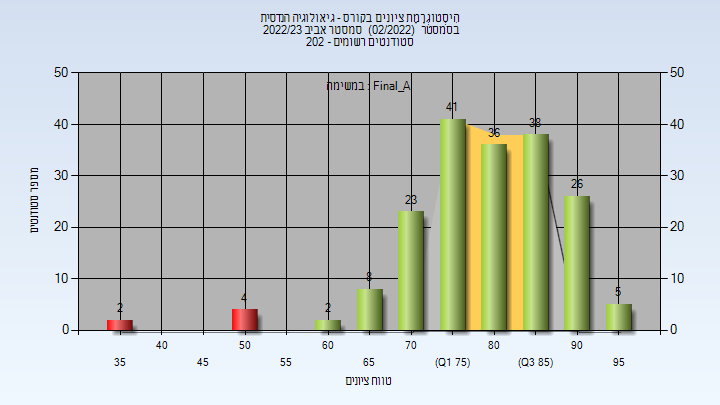 היסטוגרמת ציונים בקורס - גיאולוגיה הנדסית
בסמסטר (02/2022) סמסטר אביב 2022/23
סטודנטים רשומים - 202
במשימה : Final_A
50 50
40 40
30 30
20 20
10 10
0 0
2 4 2 8 23 41 36 38 26 5
מספר סטודנטים
40 50 60 70 80 90
35 45 55 65 (Q1 75) (Q3 85) 95
טווח ציונים